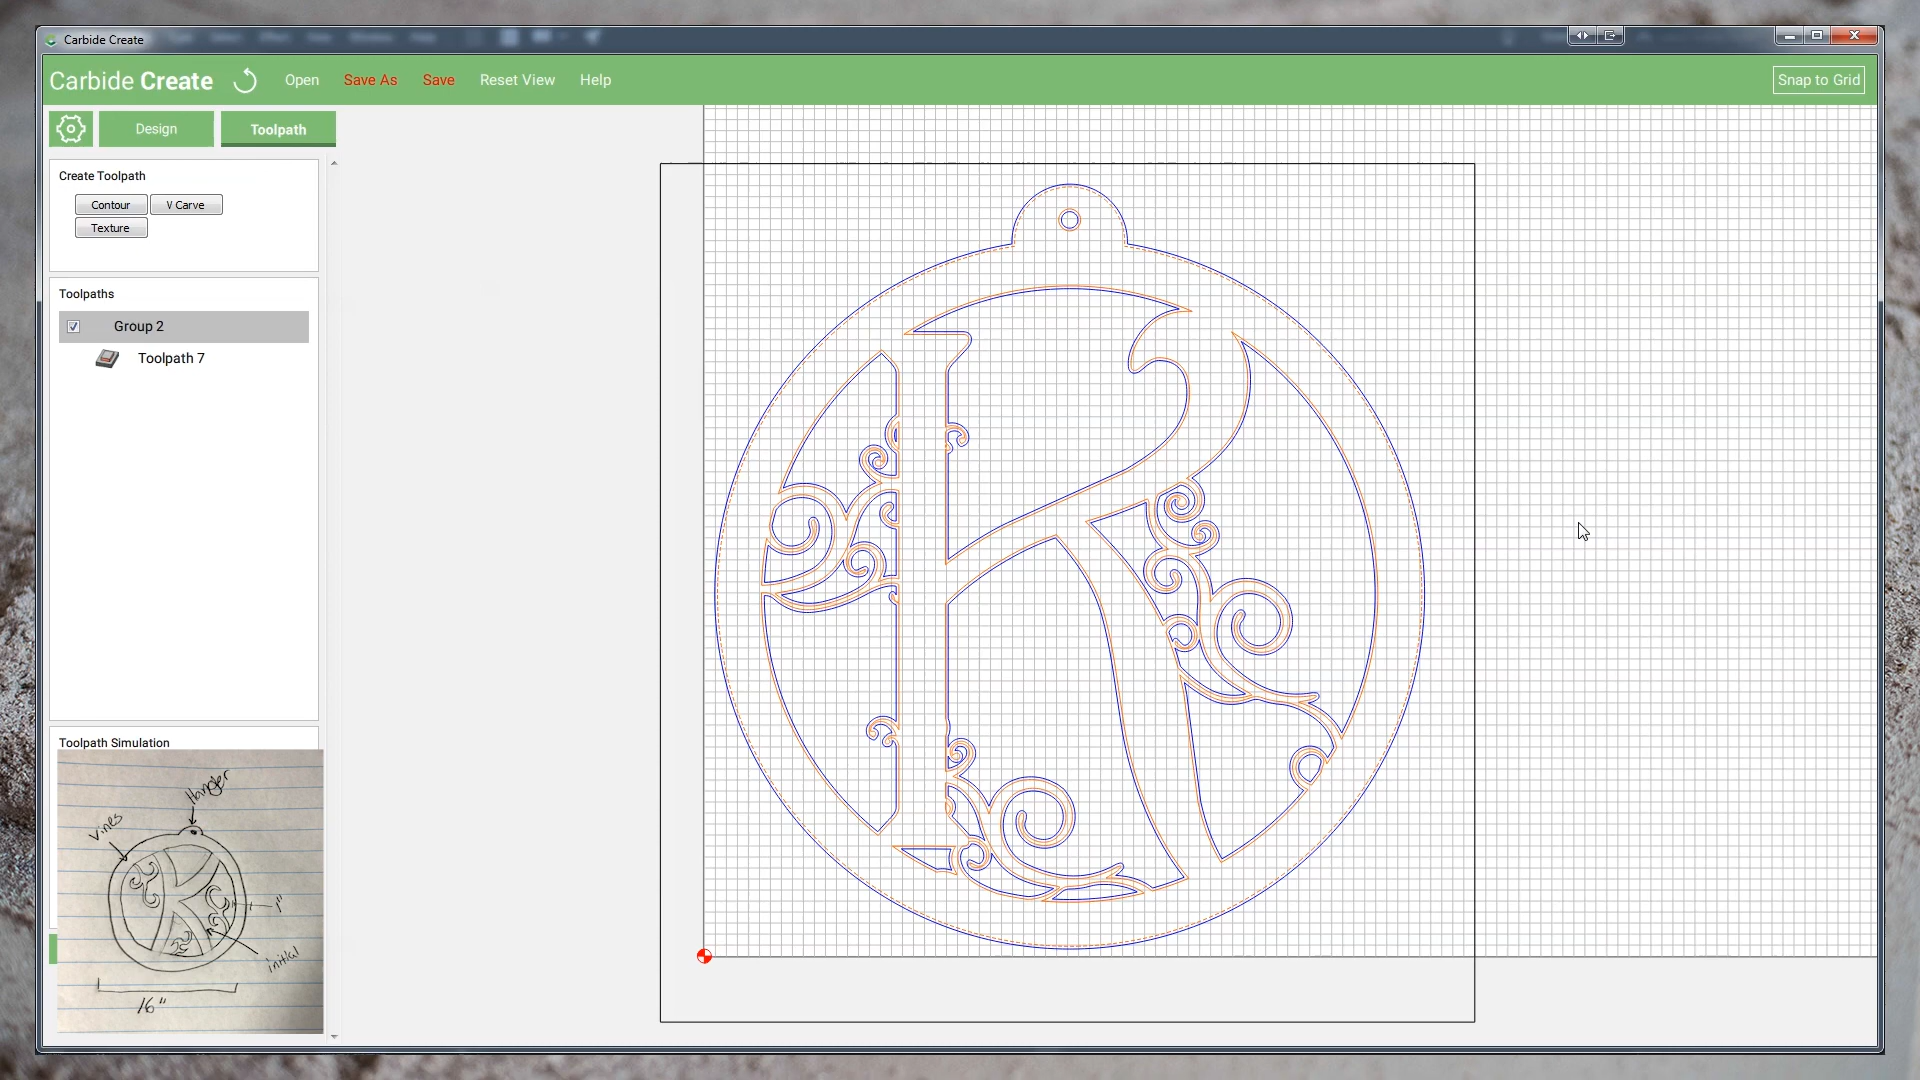 Carbide Create
Carbide Create
Open
Save As
Save
Reset View
Help
Snap to Grid
Design
Toolpath
Create Toolpath
Contour
V Carve
Texture
Toolpaths
Group 2
Toolpath 7
Toolpath Simulation
Hanger
Vines
1"
initial
16"